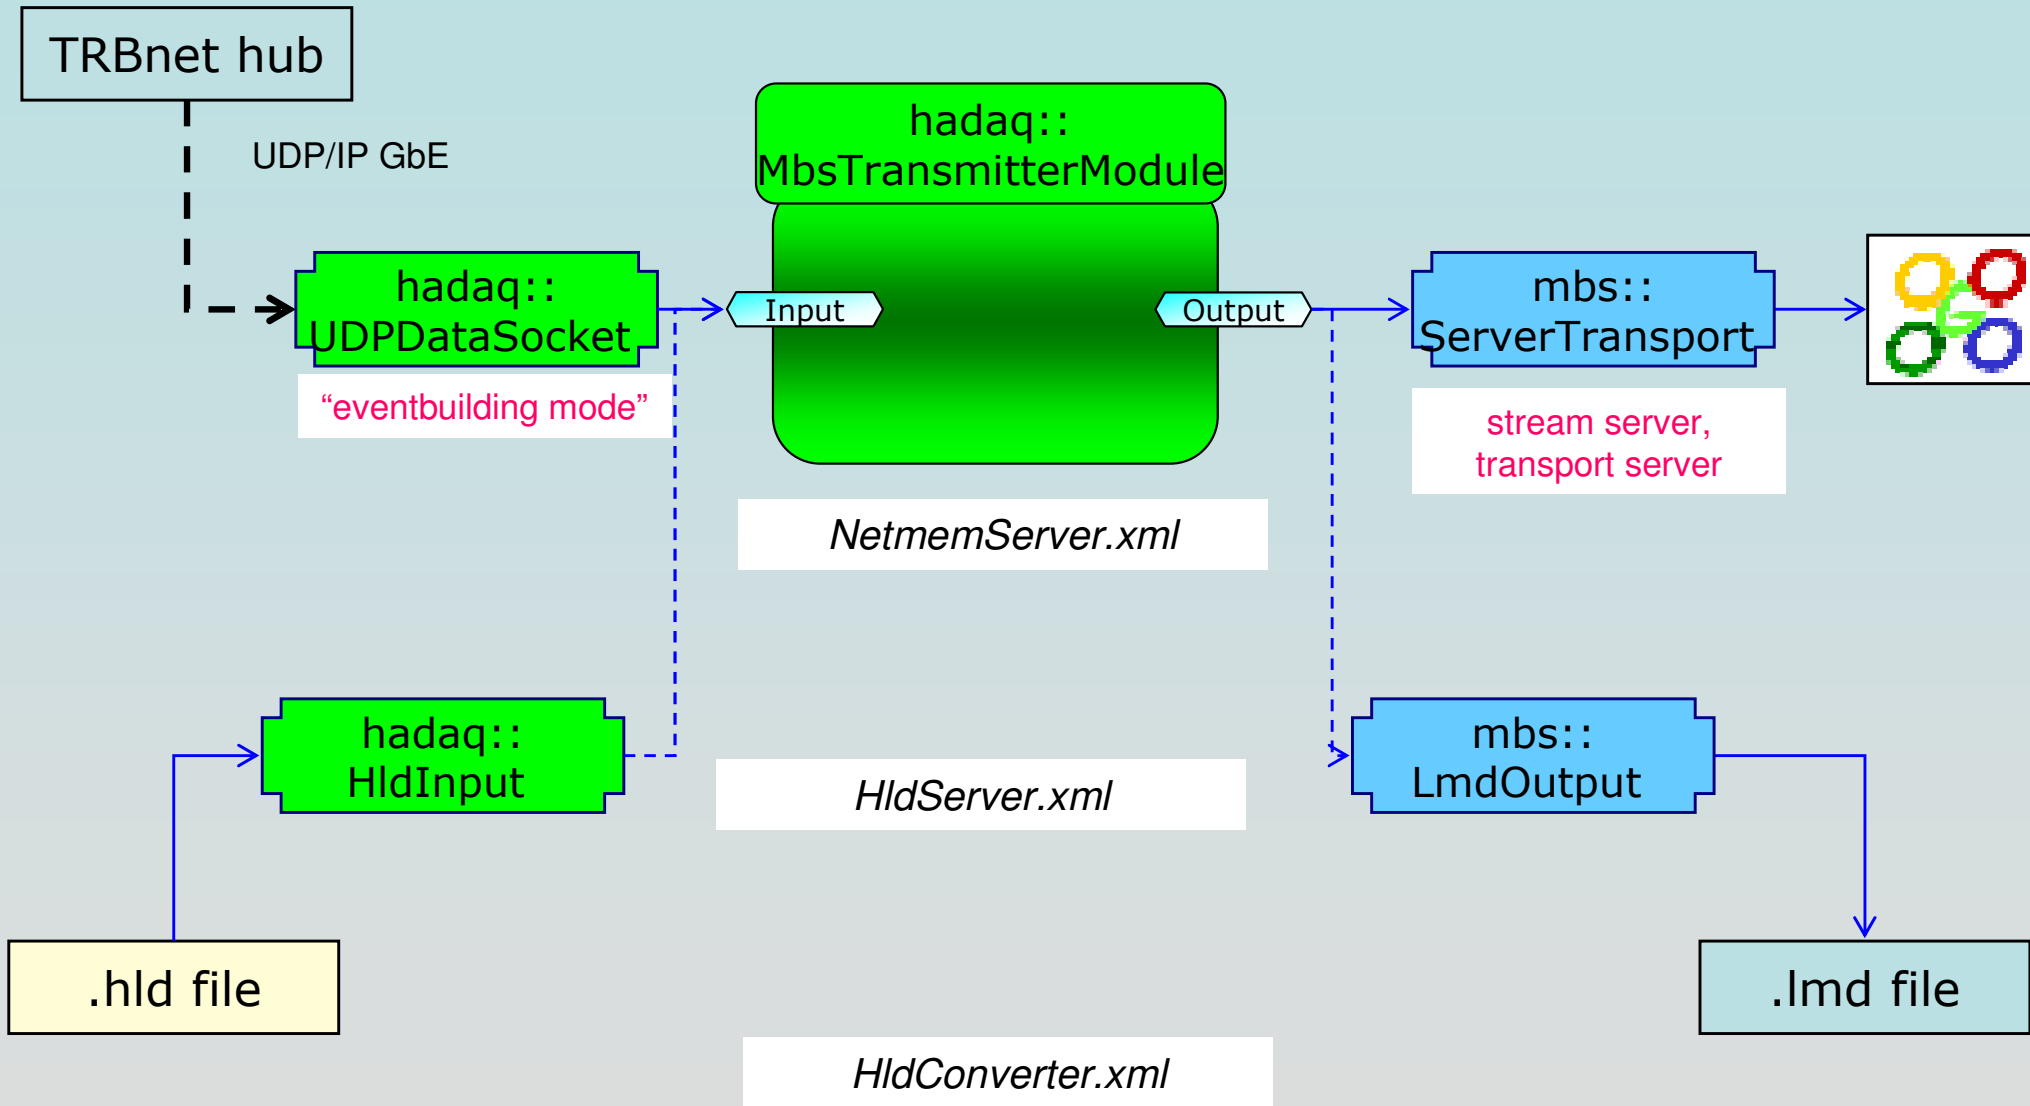 TRBnet hub
UDP/IP GbE
hadaq::
MbsTransmitterModule
hadaq::
UDPDataSocket
Input
Output
mbs::
ServerTransport
“eventbuilding mode”
stream server,
transport server
NetmemServer.xml
hadaq::
HldInput
HldServer.xml
mbs::
LmdOutput
.hld file
.lmd file
HldConverter.xml